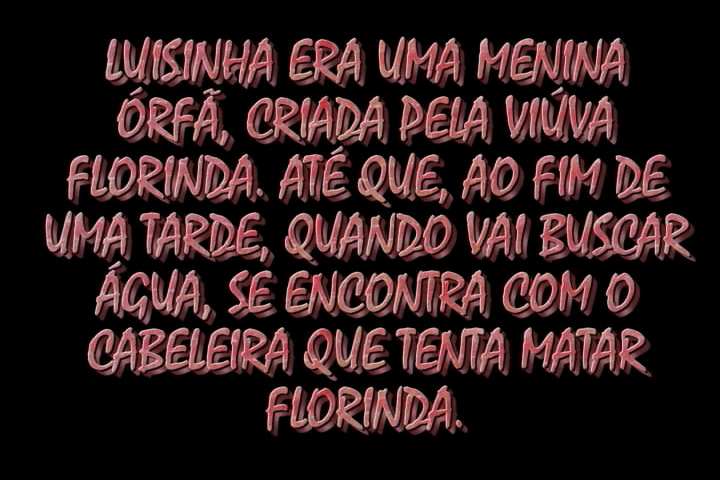 LUISINHA ERA UMA MENINA
ÓRFÃ, CRIADA PELA VIÚVA
FLORINDA. ATÉ QUE, AO FIM DE
UMA TARDE, QUANDO VAI BUSCAR
ÁGUA, SE ENCONTRA COM O
CABELEIRA QUE TENTA MATAR
FLORINDA.